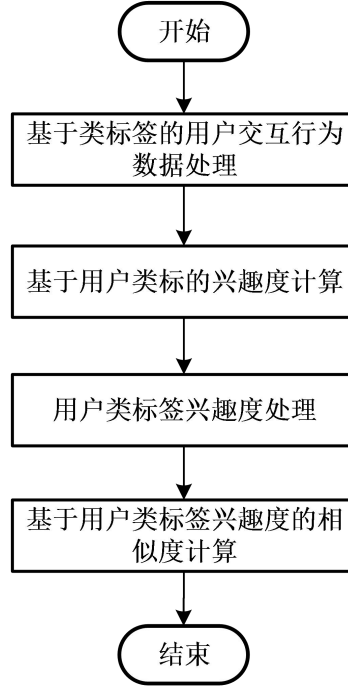 开始
基于类标签的用户交互行为
数据处理
基于用户类标的兴趣度计算
用户类标签兴趣度处理
基于用户类标签兴趣度的相
似度计算
结束